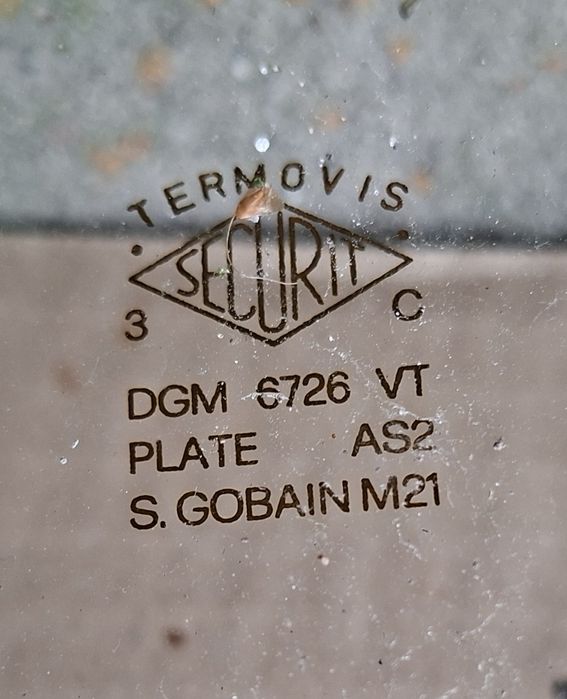 TERMOVIS
SECURIT
3 C
DGM 6726 VT
PLATE AS2
S. GOBAIN M21